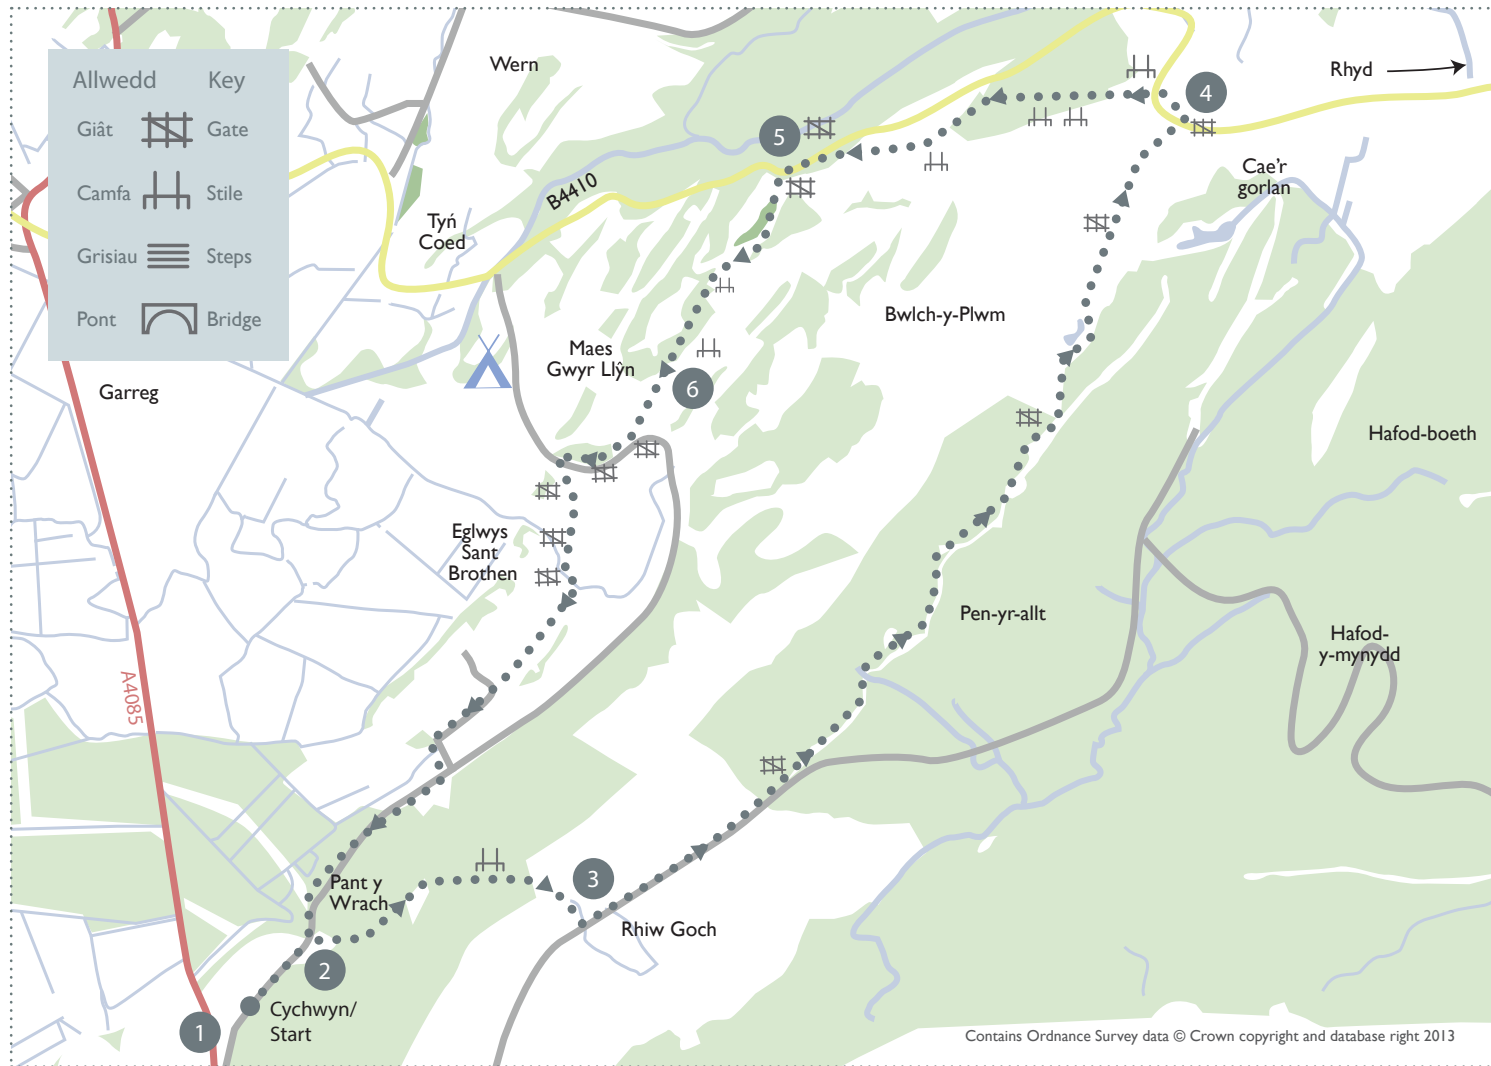 Allwedd Key
Giât Gate
Camfa Stile
Grisiau Steps
Pont Bridge
Wern
Rhyd
4
5
Cae'r
gorlan
B4410
Tyń
Coed
Bwlch-y-Plwm
Maes
Gwyr Llŷn
6
Garreg
Hafod-boeth
Eglwys
Sant
Brothen
Pen-yr-allt
Hafod-
y-mynydd
A4085
3
Pant y
Wrach
Rhiw Goch
2
Cychwyn/
Start
1
Contains Ordnance Survey data © Crown copyright and database right 2013